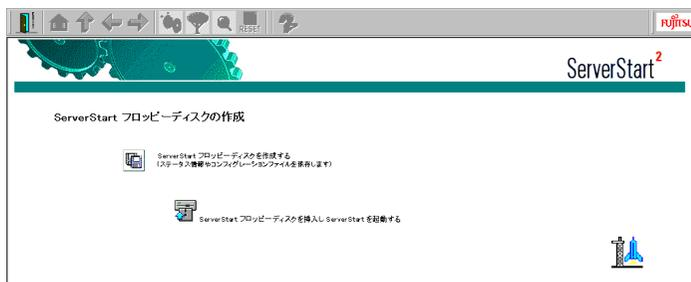 RESET
FUJITSU
ServerStart2
ServerStart フロッピーディスクの作成
ServerStart フロッピーディスクを作成する
(ステータス情報やコンフィグレーションファイルを保存します)
ServerStart フロッピーディスクを挿入し ServerStart を起動する